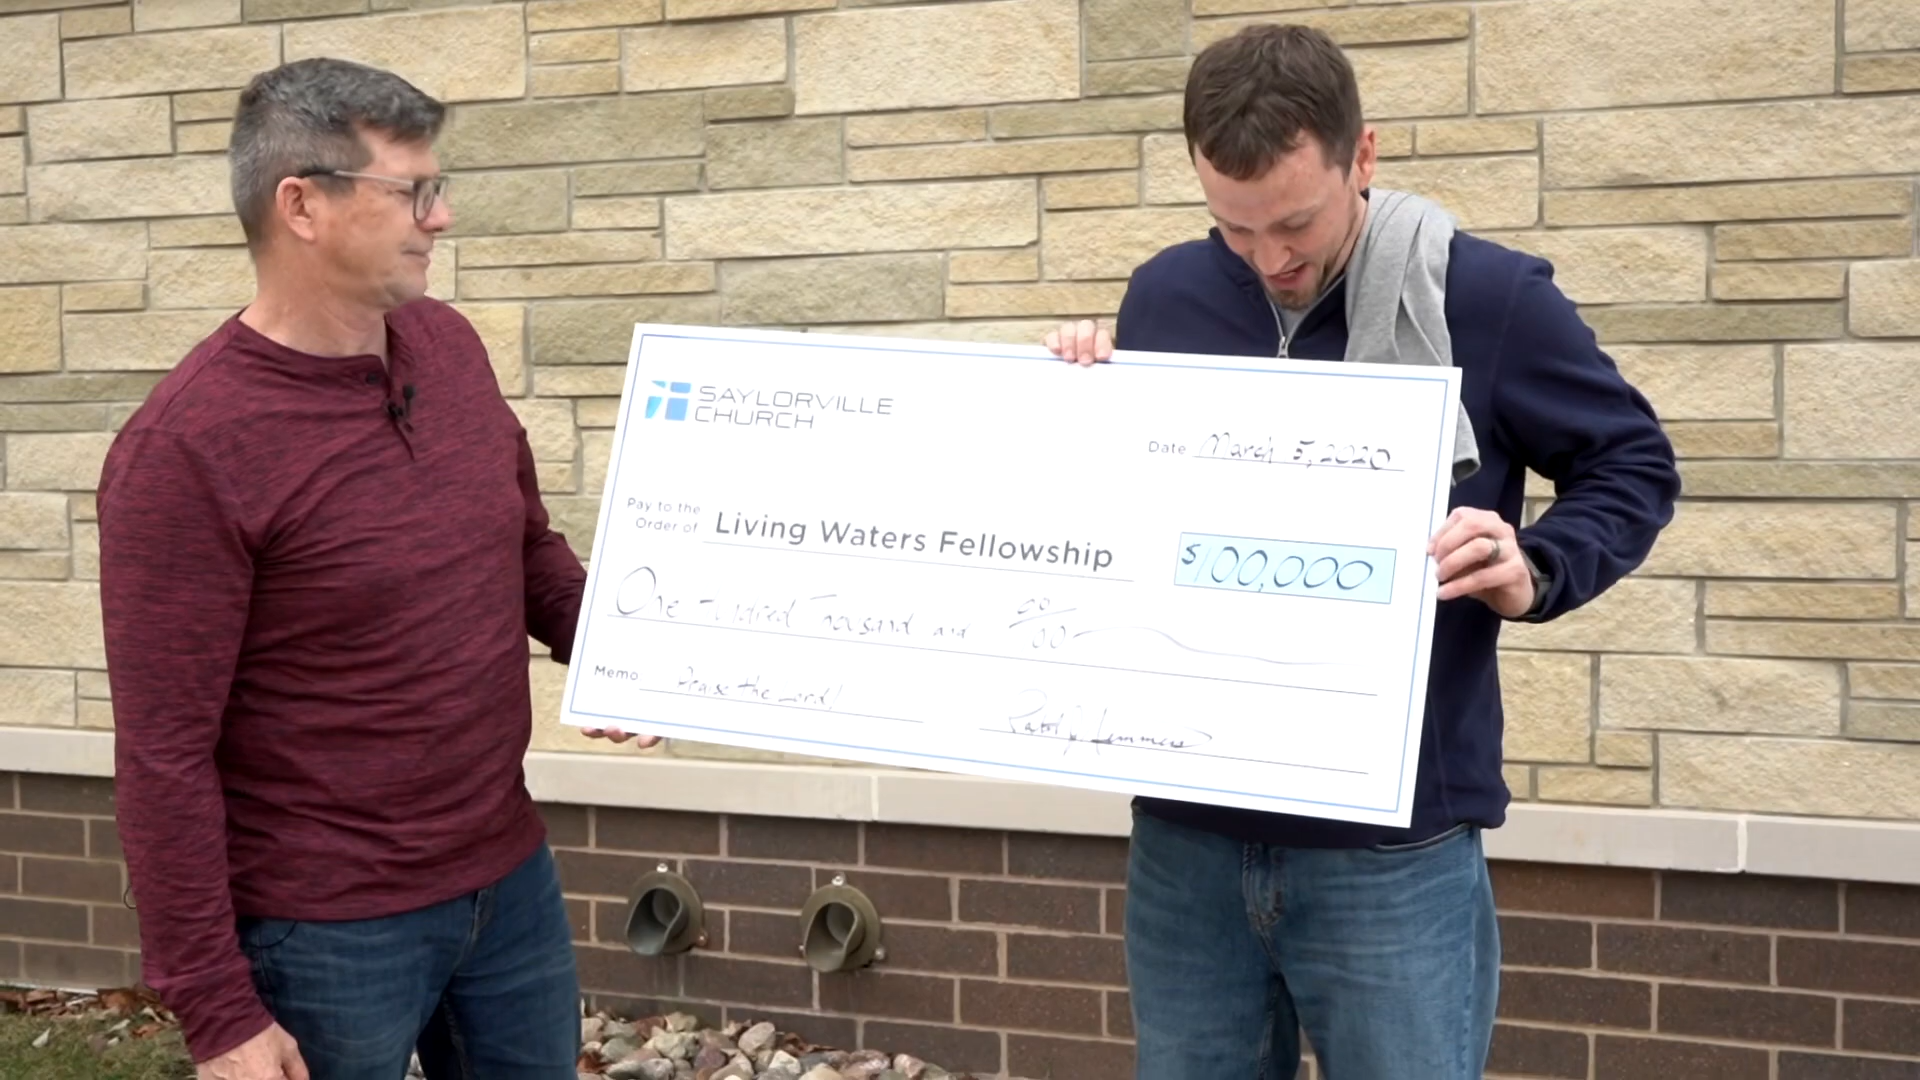 SAYLORVILLE
CHURCH
Date March 5, 2020
Pay to the
Order of Living Waters Fellowship
$100,000
One Hundred Thousand and 00/00
Memo Praise the Lord!